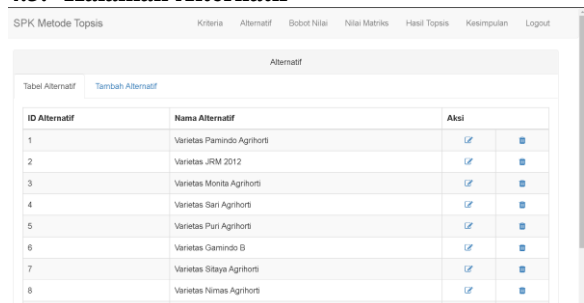 SPK Metode Topsis Kriteria Alternatif Bobot Nilai Nilai Matriks Hasil Topsis Kesimpulan Logout
Alternatif
Tabel Alternatif Tambah Alternatif
ID Alternatif Nama Alternatif Aksi
1 Varietas Pamindo Agrihorti
2 Varietas JRM 2012
3 Varietas Monita Agrihorti
4 Varietas Sari Agrihorti
5 Varietas Puri Agrihorti
6 Varietas Gamindo B
7 Varietas Sitaya Agrihorti
8 Varietas Nimas Agrihorti